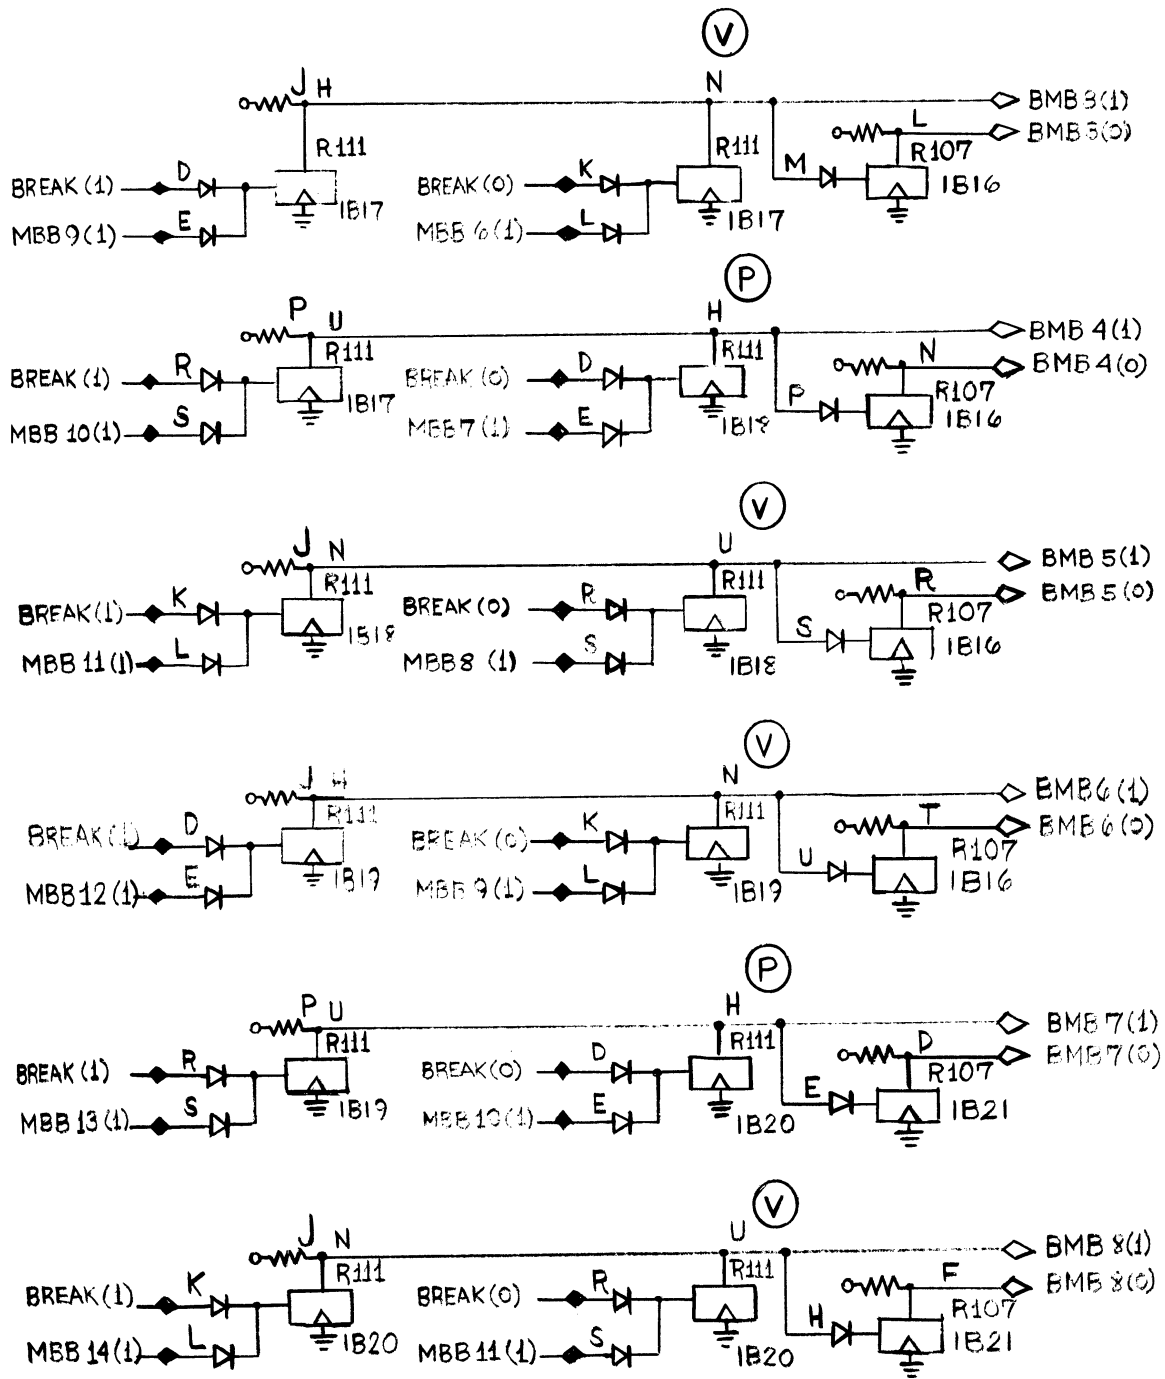 V
J H N BMB 3(1)
L BMB 3(0)
R111 R111 R107
D K M 1B16
BREAK(1) BREAK(0)
1B17 1B17
E L
MBB 9(1) MBB 6(1)
P
P U H BMB 4(1)
R111 R111 N BMB 4(0)
R D R107
BREAK(1) BREAK(0) P
1B17 1B16
S E 1B18
MBB 10(1) MBB 7(1)
V
J N U BMB 5(1)
R111 R111 R BMB 5(0)
K R R107
BREAK(1) BREAK(0)
S
1B18 1B16
L S 1B18
MBB 11(1) MBB 8 (1)
V
J H N BMB 6(1)
R111 R111 T BMB 6(0)
D K R107
BREAK(1) BREAK(0)
U
1B19 1B19 1B16
E L
MBB 12(1) MBB 9(1)
P
P U H BMB 7(1)
R111 R111 D BMB 7(0)
R D R107
BREAK(1) BREAK(0)
E
1B19 1B21
S E 1B20
MBB 13(1) MBB 10(1)
V
J N U BMB 8(1)
R111 R111 F BMB 8(0)
K R R107
BREAK(1) BREAK(0)
H
1B20 1B20 1B21
L S
MBB 14(1) MBB 11(1)